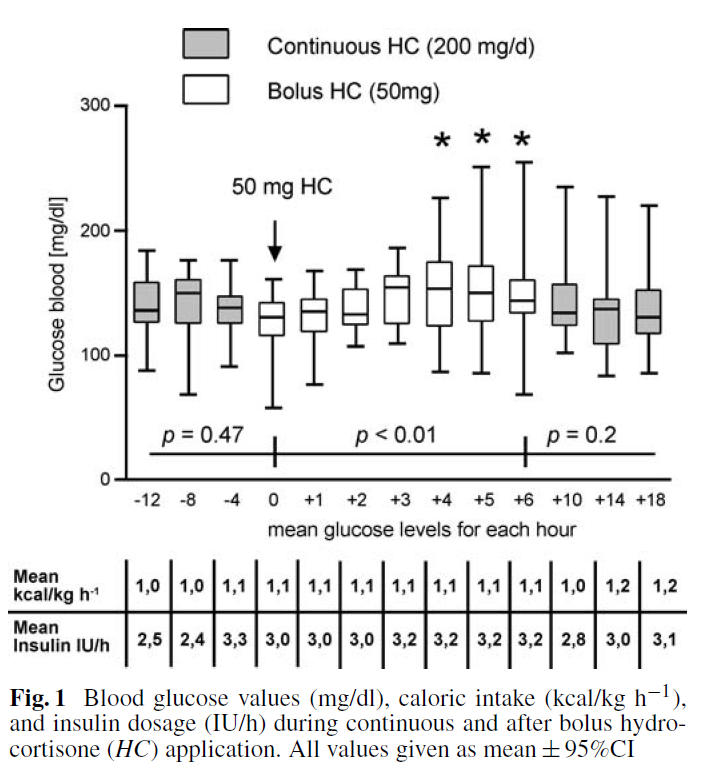 Continuous HC (200 mg/d)
Bolus HC (50mg)
300
50 mg HC
* * *
200
Glucose blood [mg/dl]
100
p = 0.47 p < 0.01 p = 0.2
0
-12 -8 -4 0 +1 +2 +3 +4 +5 +6 +10 +14 +18
mean glucose levels for each hour
Mean
kcal/kg h⁻¹ 1,0 1,0 1,1 1,1 1,1 1,1 1,1 1,1 1,1 1,1 1,0 1,2 1,2
Mean
Insulin IU/h 2,5 2,4 3,3 3,0 3,0 3,0 3,2 3,2 3,2 3,2 2,8 3,0 3,1
Fig. 1 Blood glucose values (mg/dl), caloric intake (kcal/kg h⁻¹),
and insulin dosage (IU/h) during continuous and after bolus hydro-
cortisone (HC) application. All values given as mean ± 95%CI